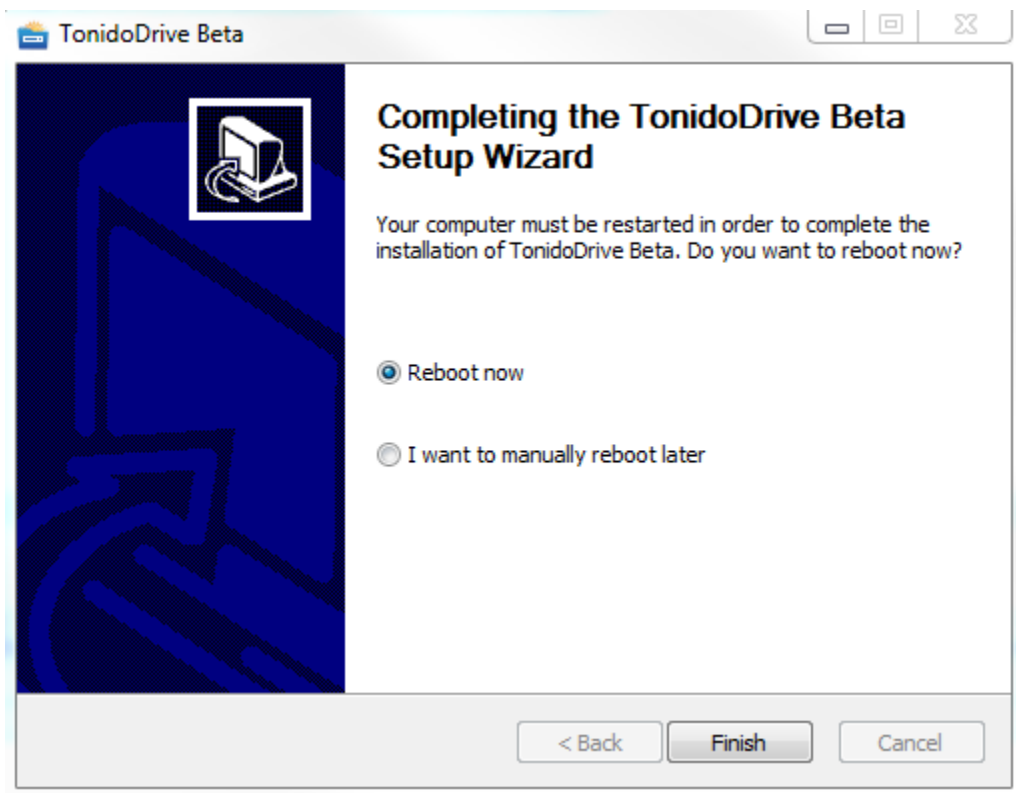 TonidoDrive Beta
Completing the TonidoDrive Beta
Setup Wizard
Your computer must be restarted in order to complete the
installation of TonidoDrive Beta. Do you want to reboot now?
Reboot now
I want to manually reboot later
< Back Finish Cancel